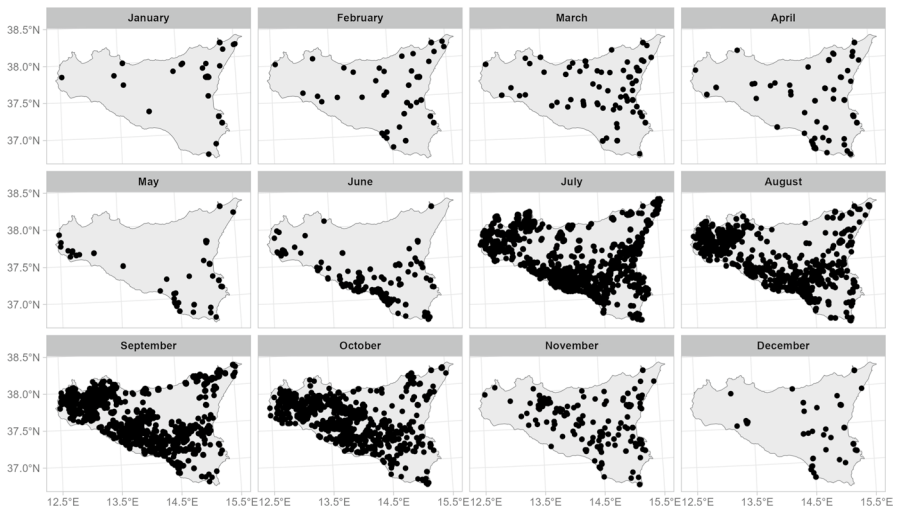 January February March April
38.5°N
38.0°N
37.5°N
37.0°N
May June July August
38.5°N
38.0°N
37.5°N
37.0°N
September October November December
38.5°N
38.0°N
37.5°N
37.0°N
12.5°E 13.5°E 14.5°E 15.5°E 12.5°E 13.5°E 14.5°E 15.5°E 12.5°E 13.5°E 14.5°E 15.5°E 12.5°E 13.5°E 14.5°E 15.5°E